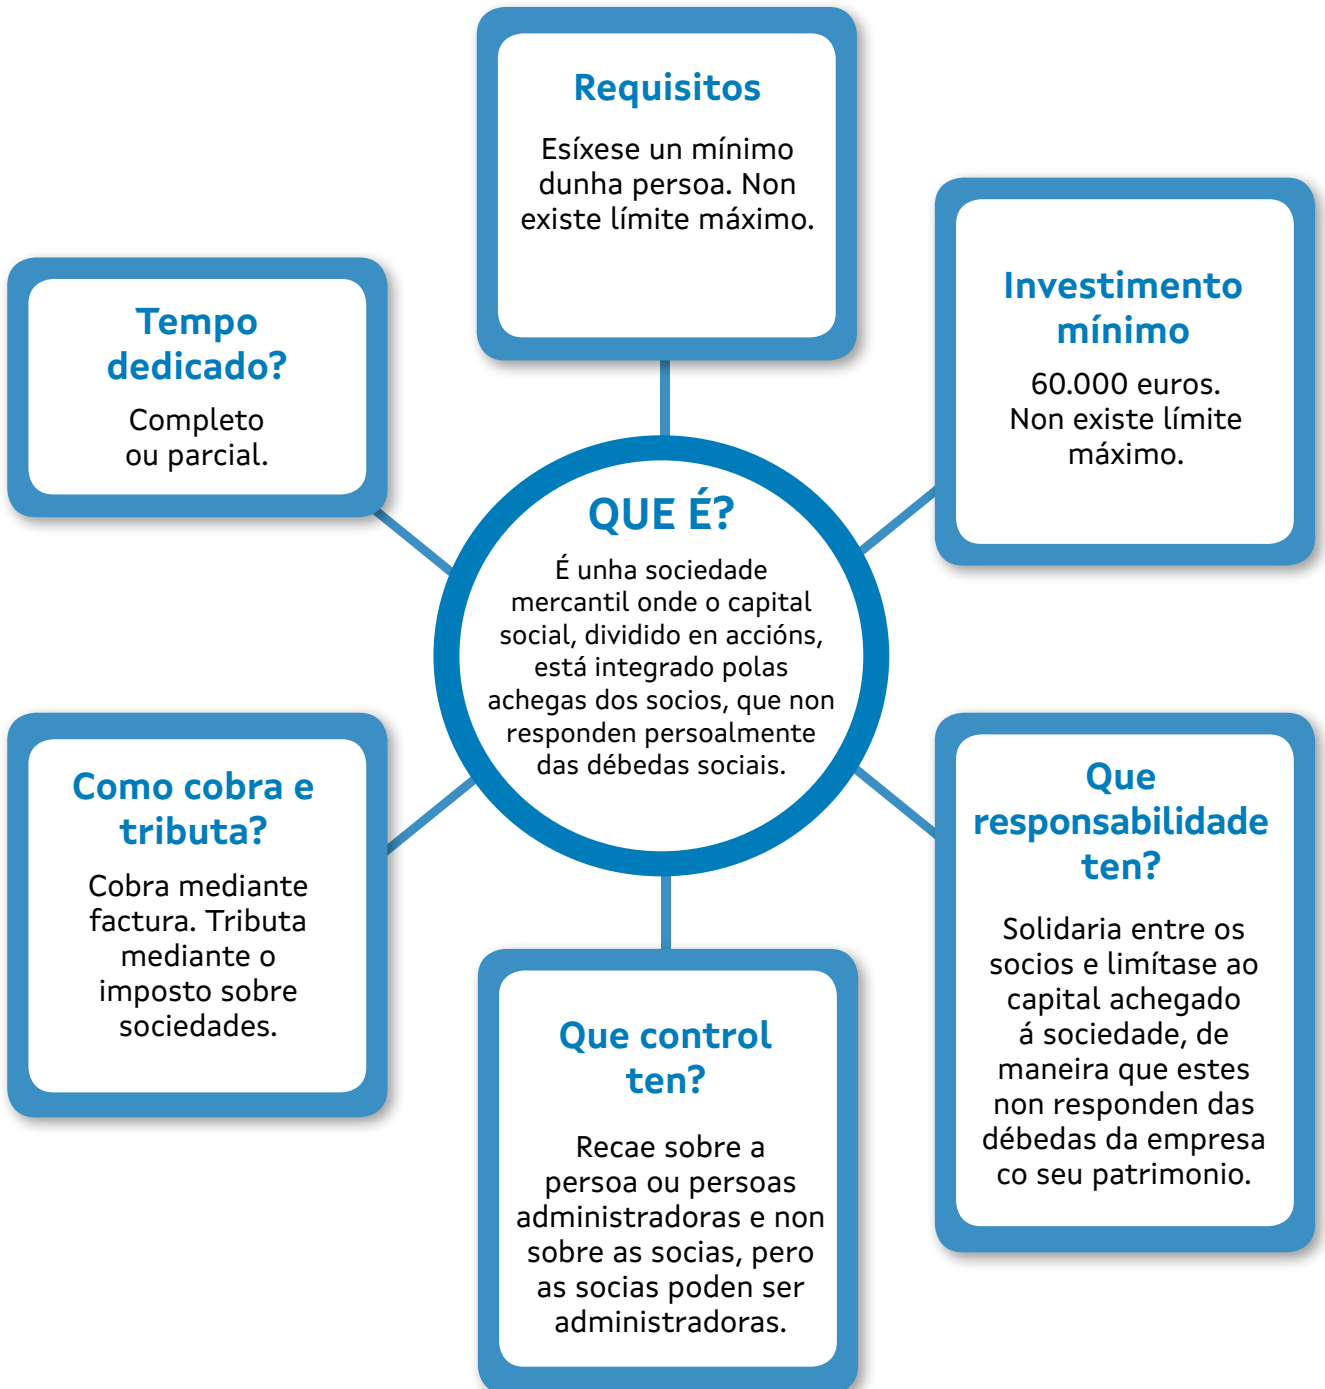 Requisitos
Esíxese un mínimo
dunha persoa. Non
existe límite máximo.
Investimento
mínimo
60.000 euros.
Non existe límite
máximo.
Tempo
dedicado?
Completo
ou parcial.
QUE É?
É unha sociedade
mercantil onde o capital
social, dividido en accións,
está integrado polas
achegas dos socios, que non
responden persoalmente
das débedas sociais.
Como cobra e
tributa?
Cobra mediante
factura. Tributa
mediante o
imposto sobre
sociedades.
Que
responsabilidade
ten?
Solidaria entre os
socios e limítase ao
capital achegado
á sociedade, de
maneira que estes
non responden das
débedas da empresa
co seu patrimonio.
Que control
ten?
Recae sobre a
persoa ou persoas
administradoras e non
sobre as socias, pero
as socias poden ser
administradoras.